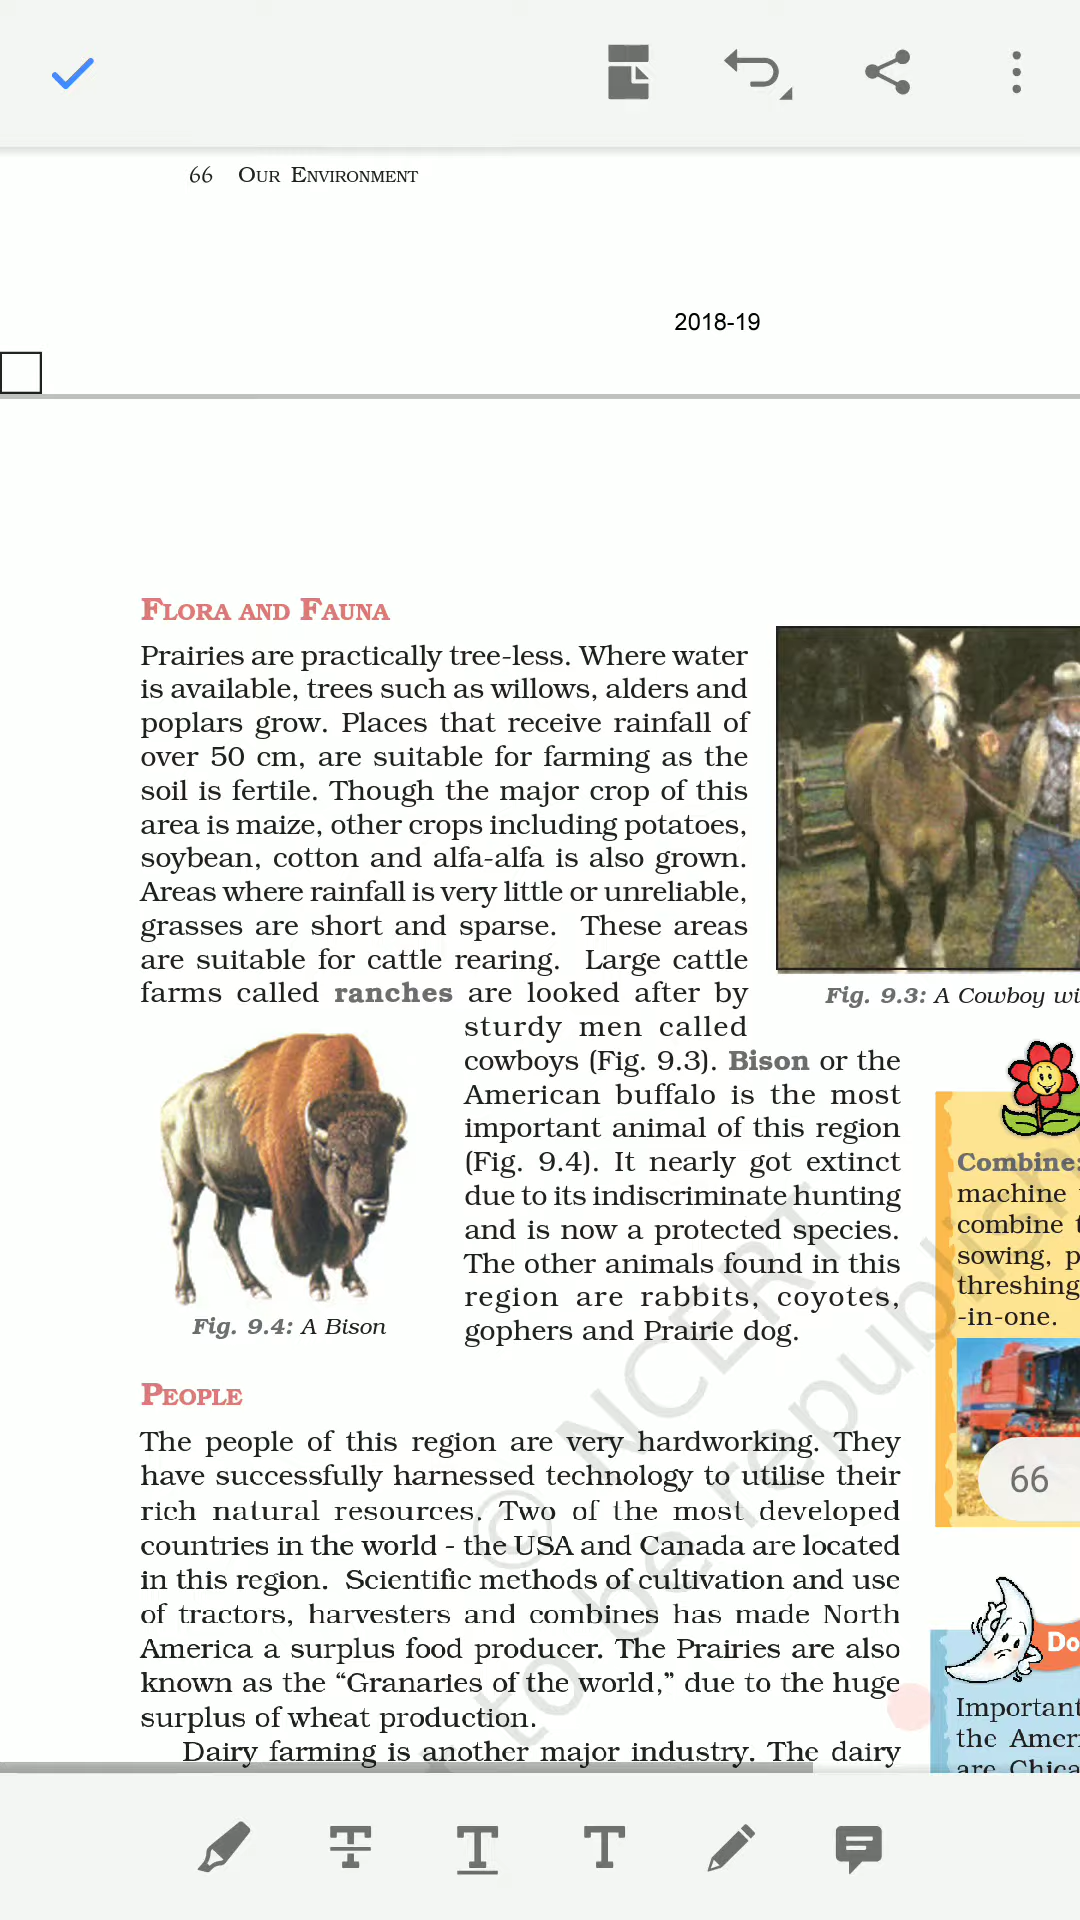 66 OUR ENVIRONMENT
2018-19
FLORA AND FAUNA
Prairies are practically tree-less. Where water
is available, trees such as willows, alders and
poplars grow. Places that receive rainfall of
over 50 cm, are suitable for farming as the
soil is fertile. Though the major crop of this
area is maize, other crops including potatoes,
soybean, cotton and alfa-alfa is also grown.
Areas where rainfall is very little or unreliable,
grasses are short and sparse. These areas
are suitable for cattle rearing. Large cattle
farms called ranches are looked after by
sturdy men called
cowboys (Fig. 9.3). Bison or the
American buffalo is the most
important animal of this region
(Fig. 9.4). It nearly got extinct
due to its indiscriminate hunting
and is now a protected species.
The other animals found in this
region are rabbits, coyotes,
gophers and Prairie dog.
Fig. 9.4: A Bison
Fig. 9.3: A Cowboy wi
PEOPLE
The people of this region are very hardworking. They
have successfully harnessed technology to utilise their
rich natural resources. Two of the most developed
countries in the world - the USA and Canada are located
in this region. Scientific methods of cultivation and use
of tractors, harvesters and combines has made North
America a surplus food producer. The Prairies are also
known as the “Granaries of the world,” due to the huge
surplus of wheat production.
Dairy farming is another major industry. The dairy
Combine:
machine
combine t
sowing, p
threshing
-in-one.
66
Do
Important
the Amer
are Chica
© NCERT
to be republish